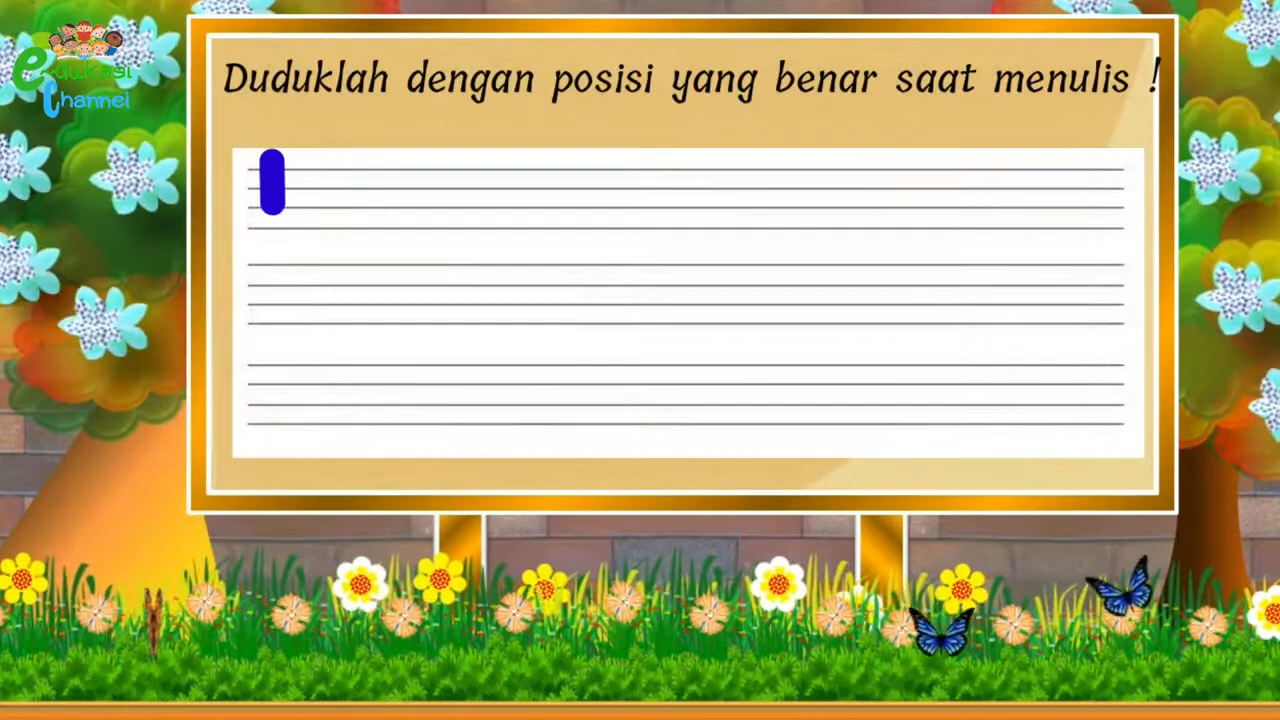 Edukasi
Channel
Duduklah dengan posisi yang benar saat menulis !